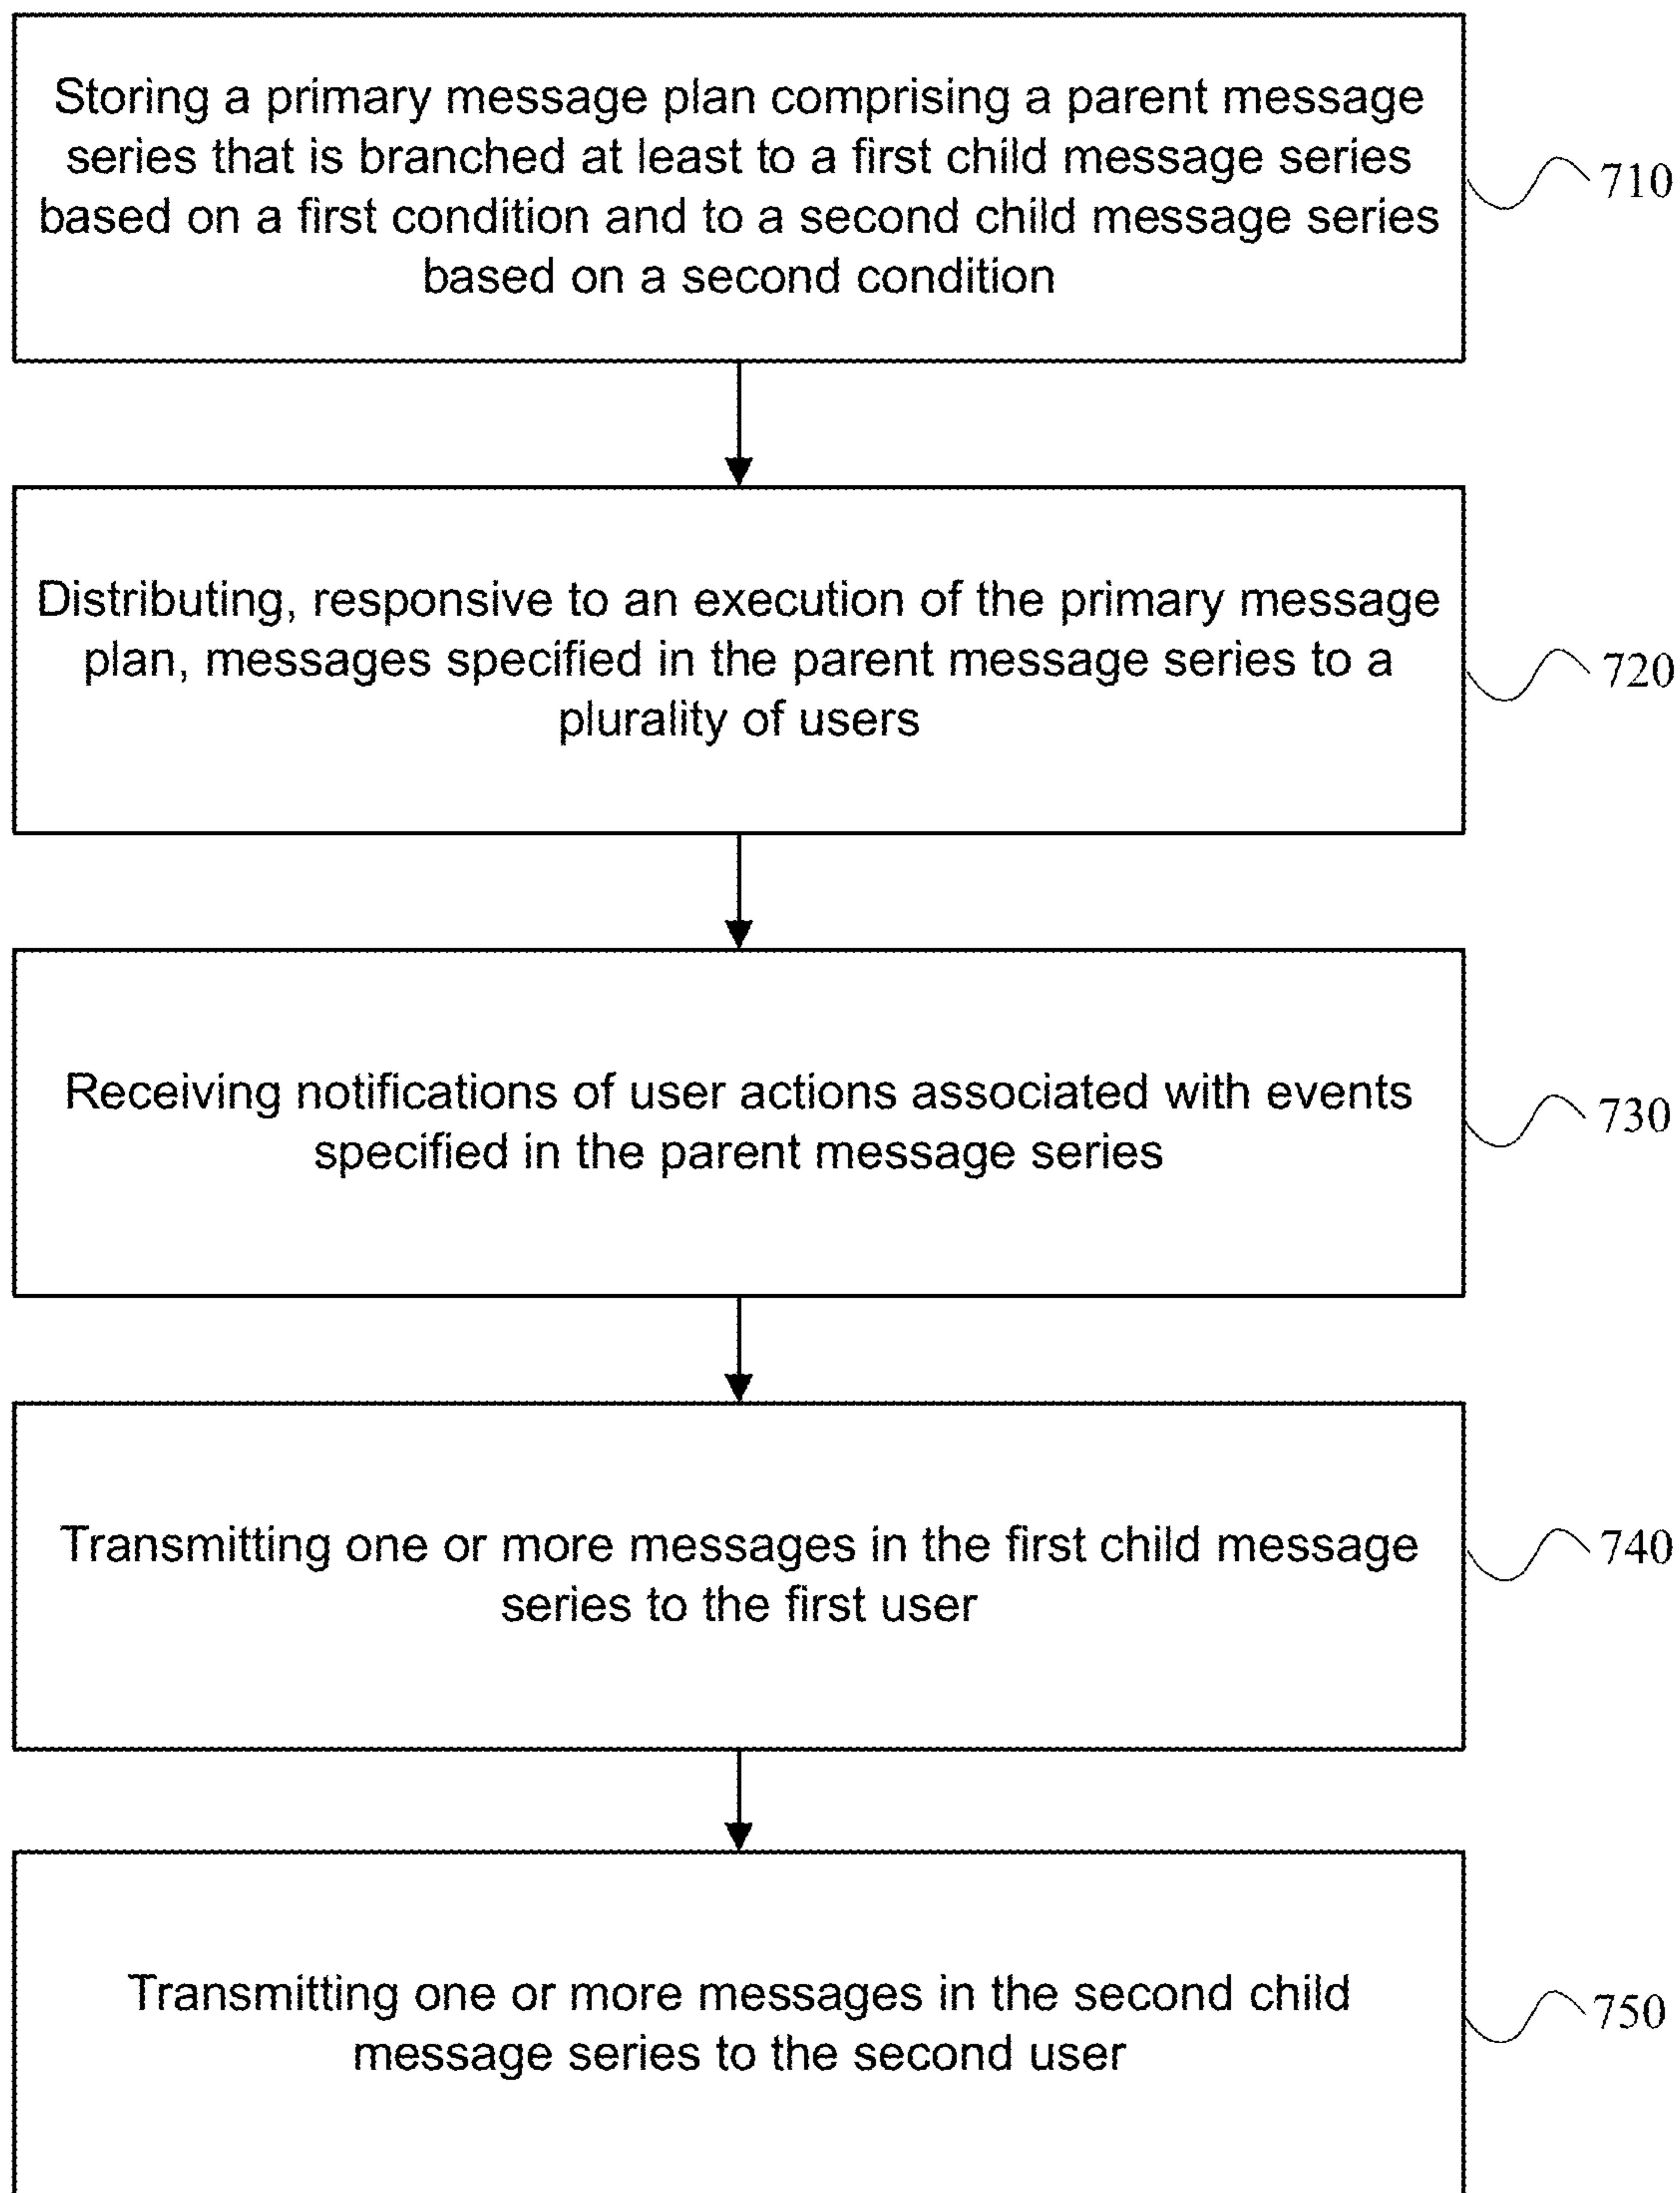 Storing a primary message plan comprising a parent message
series that is branched at least to a first child message series
based on a first condition and to a second child message series
based on a second condition
710
Distributing, responsive to an execution of the primary message
plan, messages specified in the parent message series to a
plurality of users
720
Receiving notifications of user actions associated with events
specified in the parent message series
730
Transmitting one or more messages in the first child message
series to the first user
740
Transmitting one or more messages in the second child
message series to the second user
750